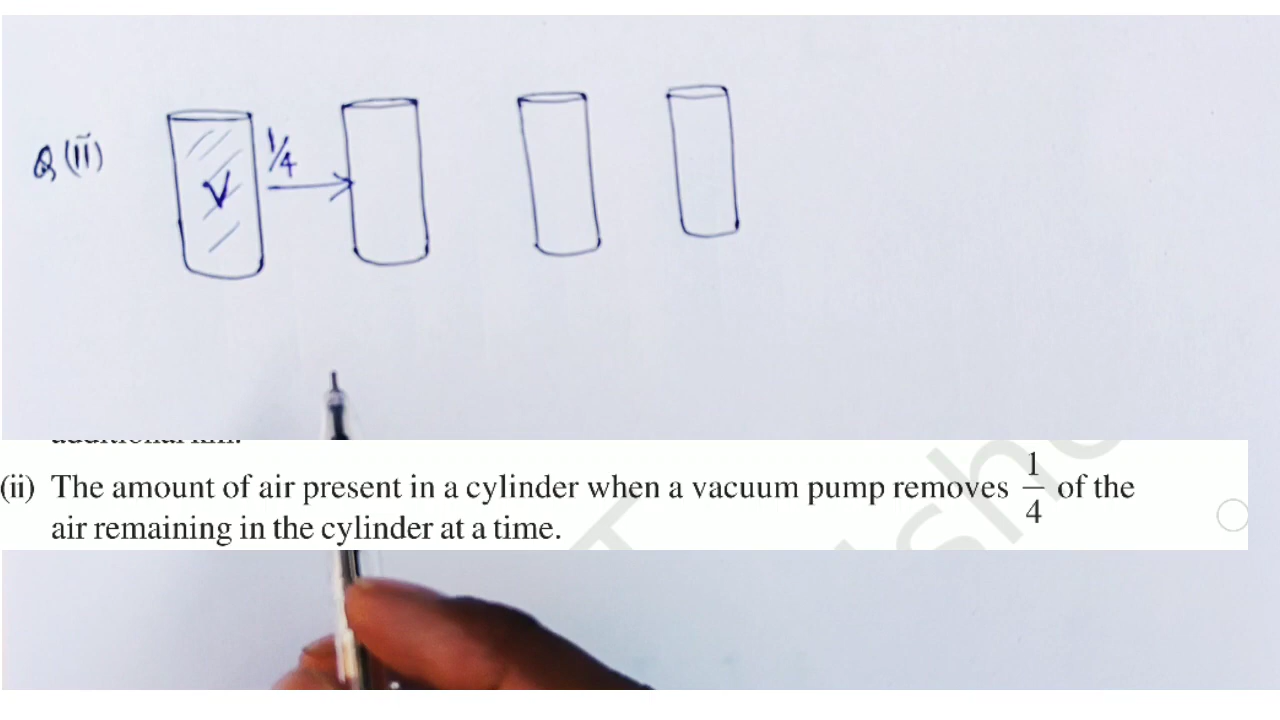 Q (ii)
V
1/4
(ii) The amount of air present in a cylinder when a vacuum pump removes 1/4 of the
air remaining in the cylinder at a time.